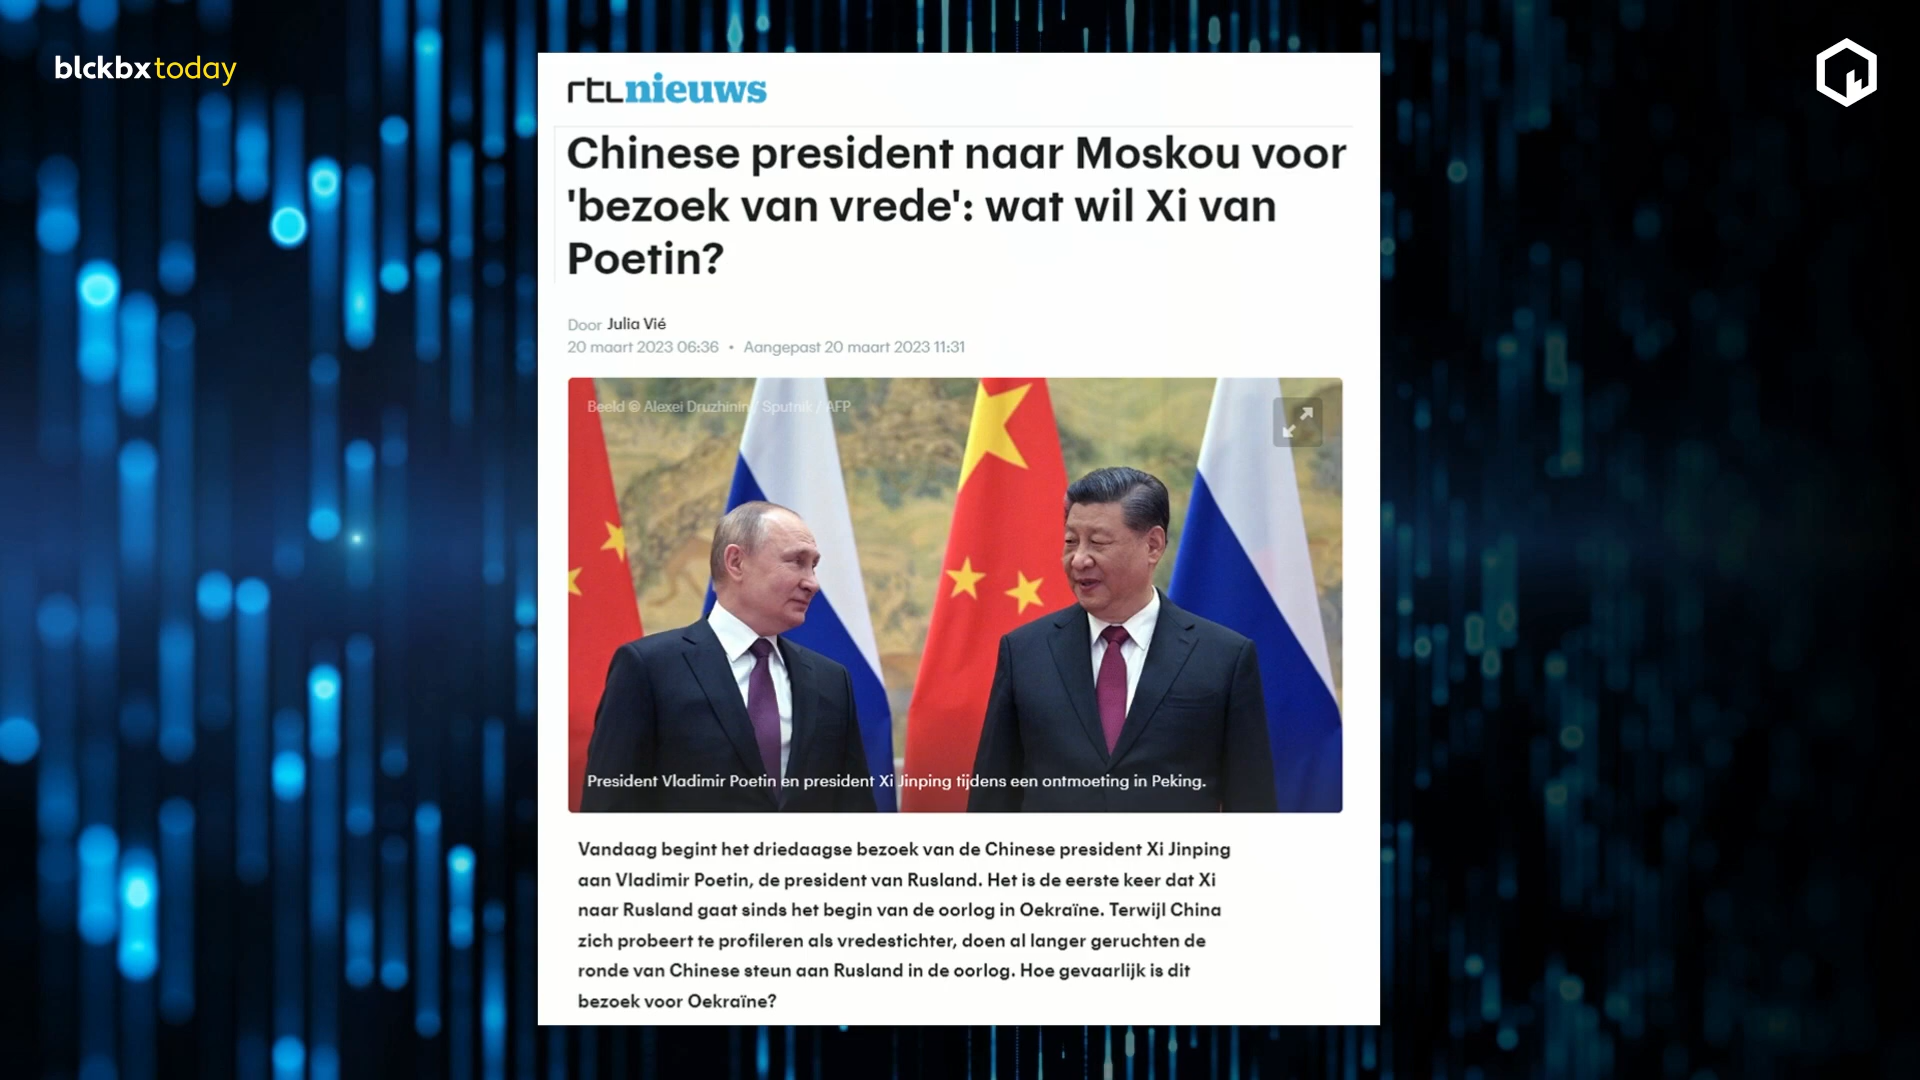 blckbxtoday
rtlnieuws
Chinese president naar Moskou voor
'bezoek van vrede': wat wil Xi van
Poetin?
Door Julia Vié
20 maart 2023 06:36 • Aangepast 20 maart 2023 11:31
Beeld © Alexei Druzhinin / Sputnik / AFP
President Vladimir Poetin en president Xi Jinping tijdens een ontmoeting in Peking.
Vandaag begint het driedaagse bezoek van de Chinese president Xi Jinping
aan Vladimir Poetin, de president van Rusland. Het is de eerste keer dat Xi
naar Rusland gaat sinds het begin van de oorlog in Oekraïne. Terwijl China
zich probeert te profileren als vredestichter, doen al langer geruchten de
ronde van Chinese steun aan Rusland in de oorlog. Hoe gevaarlijk is dit
bezoek voor Oekraïne?